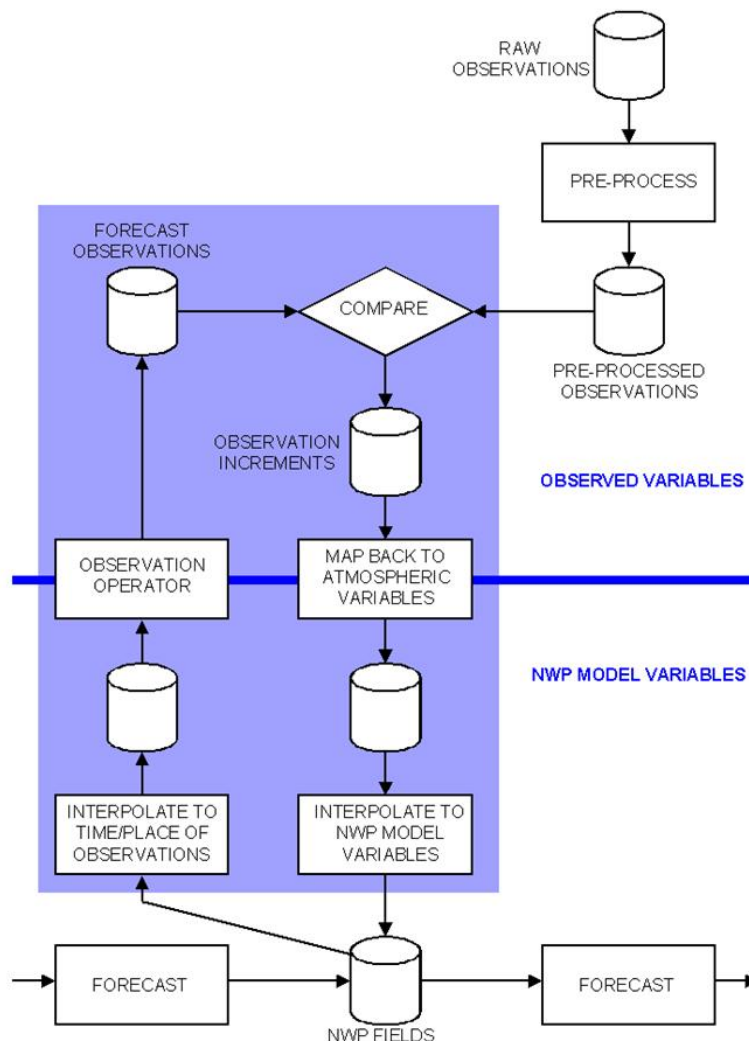 RAW
OBSERVATIONS
PRE-PROCESS
FORECAST
OBSERVATIONS
COMPARE
PRE-PROCESSED
OBSERVATIONS
OBSERVATION
INCREMENTS
OBSERVED VARIABLES
OBSERVATION
OPERATOR
MAP BACK TO
ATMOSPHERIC
VARIABLES
NWP MODEL VARIABLES
INTERPOLATE TO
TIME/PLACE OF
OBSERVATIONS
INTERPOLATE TO
NWP MODEL
VARIABLES
FORECAST
NWP FIELDS
FORECAST